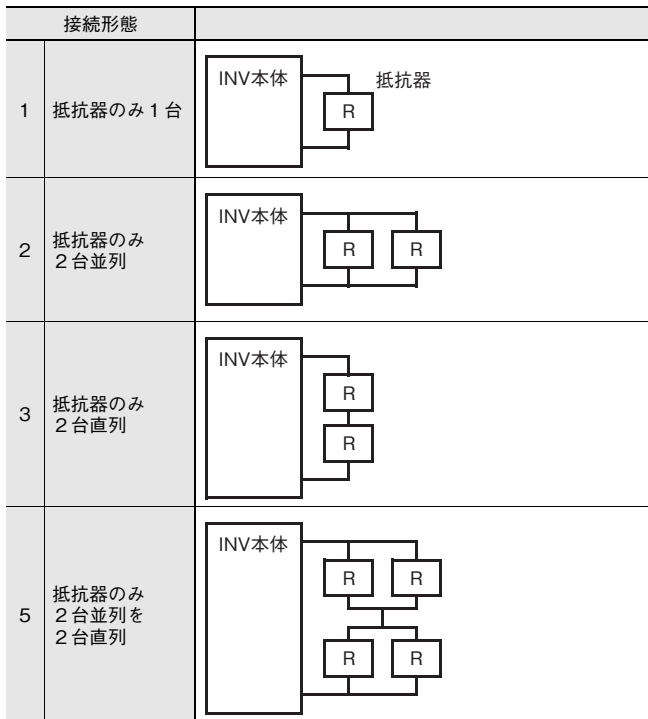 接続形態
1
抵抗器のみ１台
INV本体
抵抗器
R
2
抵抗器のみ
２台並列
INV本体
R
R
3
抵抗器のみ
２台直列
INV本体
R
R
5
抵抗器のみ
２台並列を
２台直列
INV本体
R
R
R
R